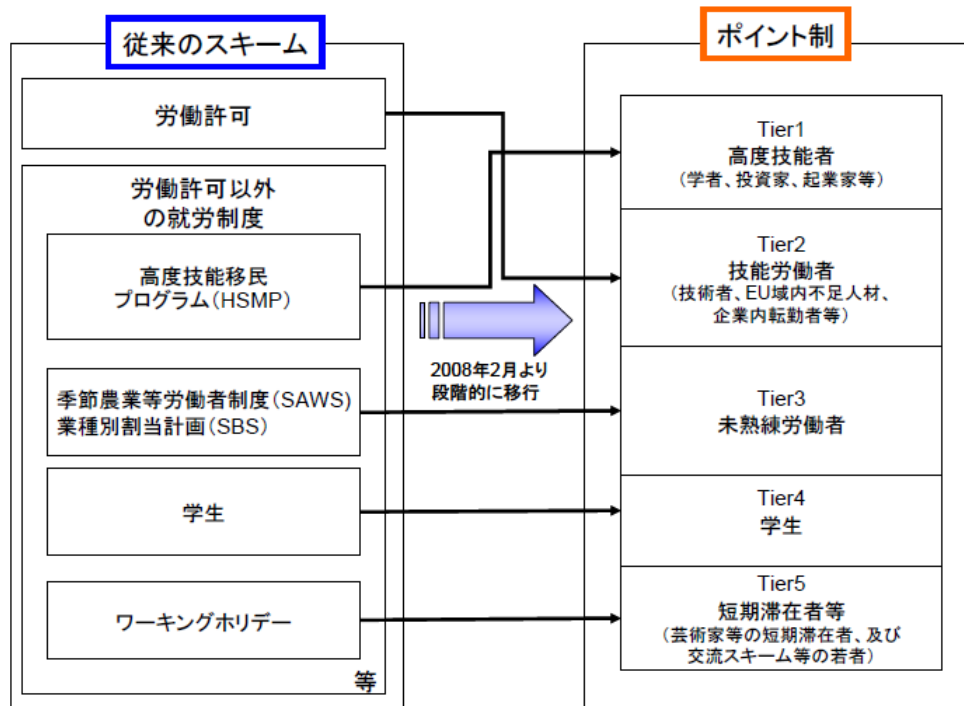 従来のスキーム
労働許可
労働許可以外
の就労制度
高度技能移民
プログラム(HSMP)
季節農業等労働者制度(SAWS)
業種別割当計画(SBS)
学生
ワーキングホリデー
等
2008年2月より
段階的に移行
ポイント制
Tier1
高度技能者
(学者、投資家、起業家等)
Tier2
技能労働者
(技術者、EU域内不足人材、
企業内転勤者等)
Tier3
未熟練労働者
Tier4
学生
Tier5
短期滞在者等
(芸術家等の短期滞在者、及び
交流スキーム等の若者)